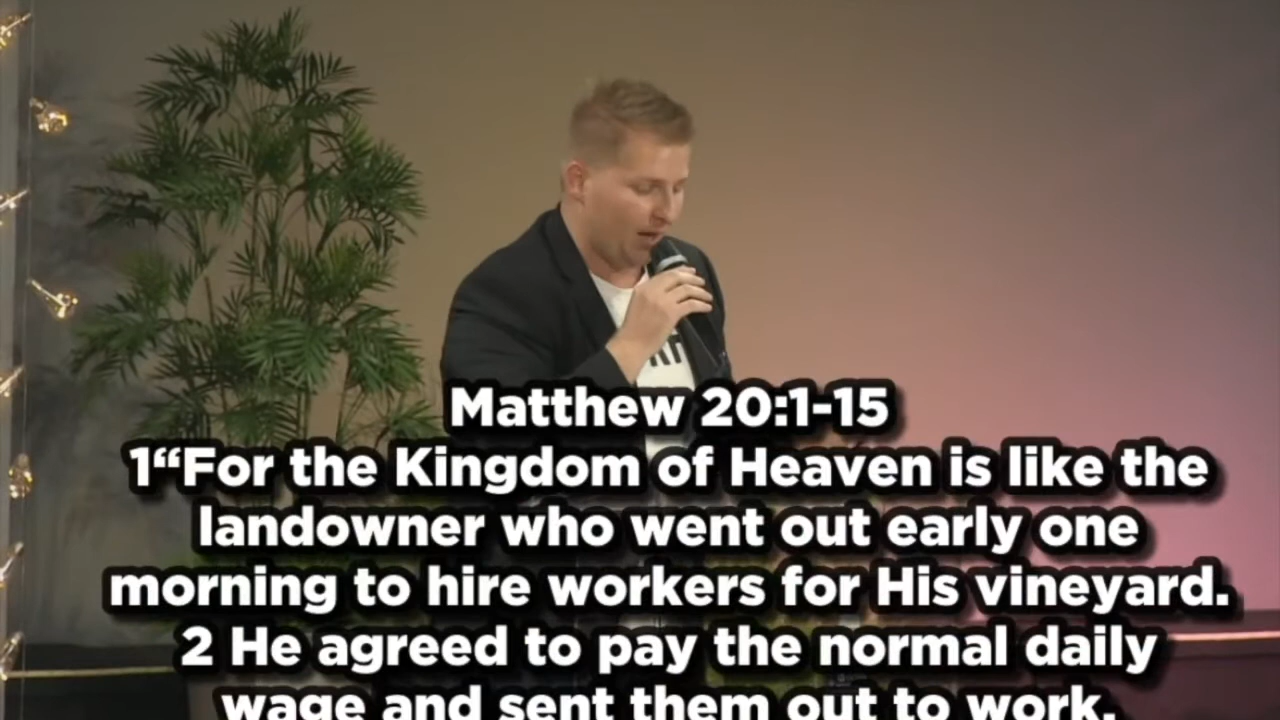 Matthew 20:1-15
1“For the Kingdom of Heaven is like the
landowner who went out early one
morning to hire workers for His vineyard.
2 He agreed to pay the normal daily
wage and sent them out to work.